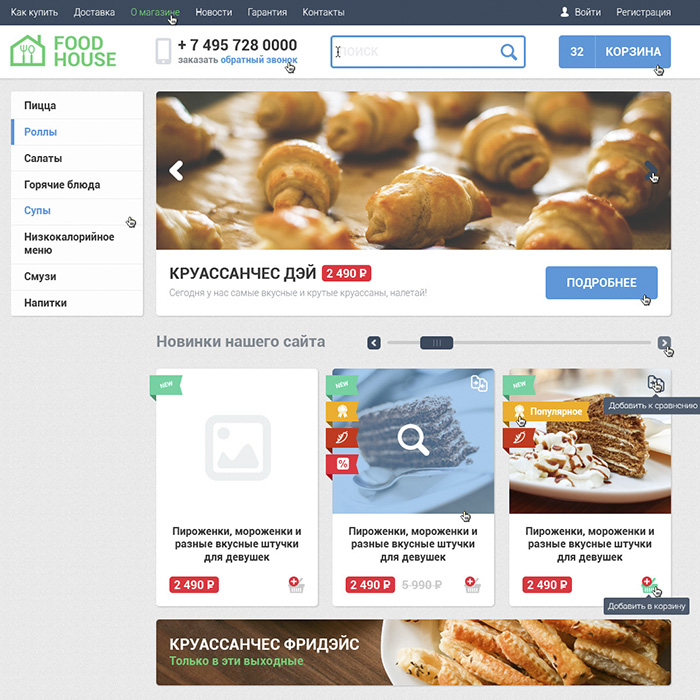 Как купить Доставка О магазине Новости Гарантия Контакты Войти Регистрация
FOOD
HOUSE
+ 7 495 728 0000
заказать обратный звонок
ПОИСК
32 КОРЗИНА
Пицца
Роллы
Салаты
Горячие блюда
Супы
Низкокалорийное
меню
Смузи
Напитки
КРУАССАНЧЕС ДЭЙ 2 490 ₽
Сегодня у нас самые вкусные и крутые круассаны, налетай!
ПОДРОБНЕЕ
Новинки нашего сайта
NEW
Пироженки, мороженки и
разные вкусные штучки
для девушек
2 490 ₽
NEW
%
Пироженки, мороженки и
разные вкусные штучки
для девушек
2 490 ₽ 5 990 ₽
NEW
Добавить к сравнению
Популярное
Пироженки, мороженки и
разные вкусные штучки
для девушек
2 490 ₽
Добавить в корзину
КРУАССАНЧЕС ФРИДЭЙС
Только в эти выходные